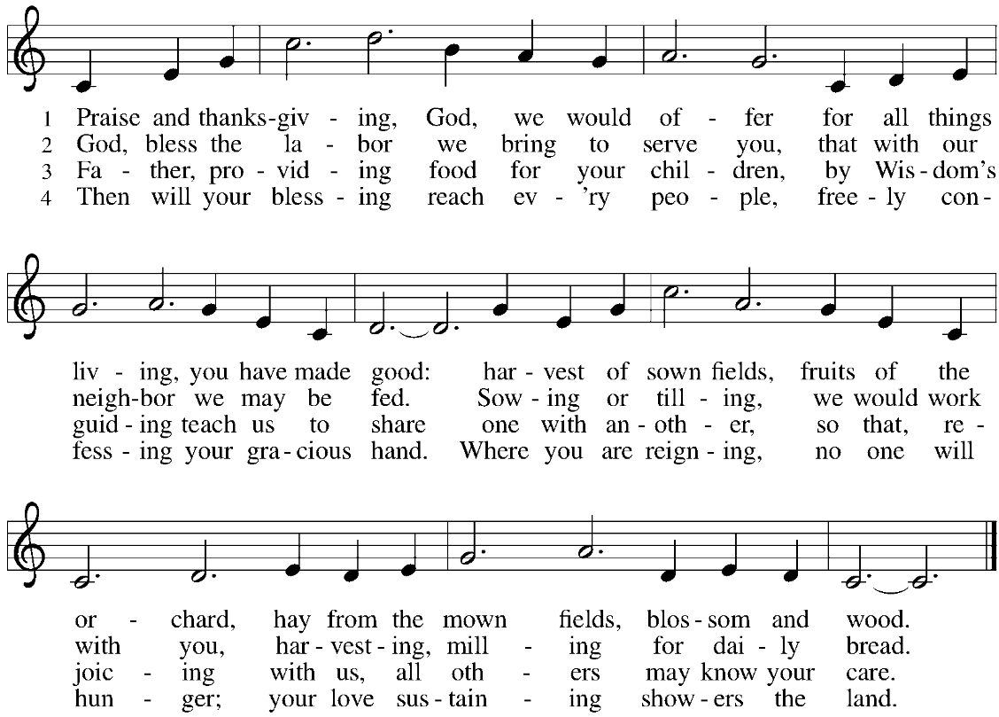 1 Praise and thanks-giv - ing, God, we would of - fer for all things
2 God, bless the la - bor we bring to serve you, that with our
3 Fa - ther, pro - vid - ing food for your chil - dren, by Wis - dom's
4 Then will your bless - ing reach ev - 'ry peo - ple, free - ly con -
liv - ing, you have made good: har - vest of sown fields, fruits of the
neigh-bor we may be fed. Sow - ing or till - ing, we would work
guid - ing teach us to share one with an - oth - er, so that, re -
fess - ing your gra - cious hand. Where you are reign - ing, no one will
or - chard, hay from the mown fields, blos - som and wood.
with you, har - vest - ing, mill - ing for dai - ly bread.
joic - ing with us, all oth - ers may know your care.
hun - ger; your love sus - tain - ing show - ers the land.